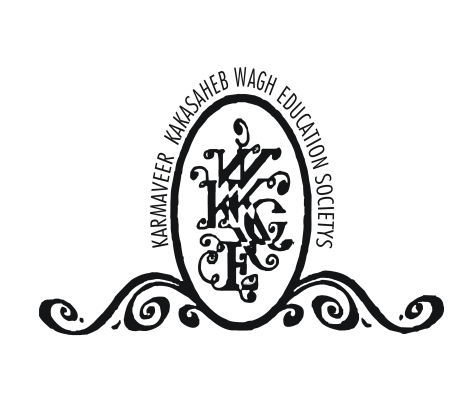 KARMAVEER KAKASAHEB WAGH EDUCATION SOCIETYS